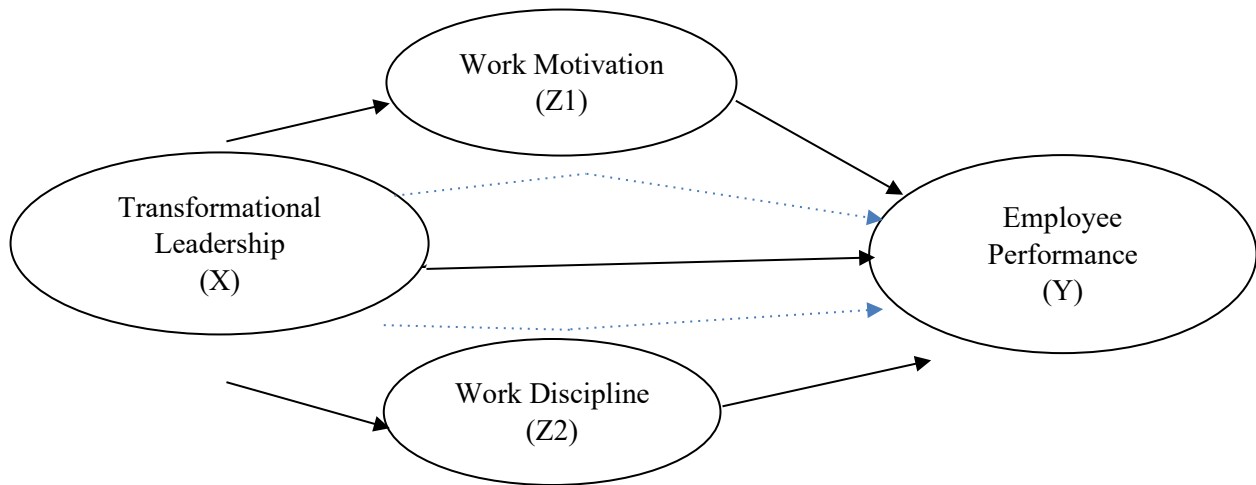 Work Motivation
(Z1)
Transformational
Leadership
(X)
Employee
Performance
(Y)
Work Discipline
(Z2)